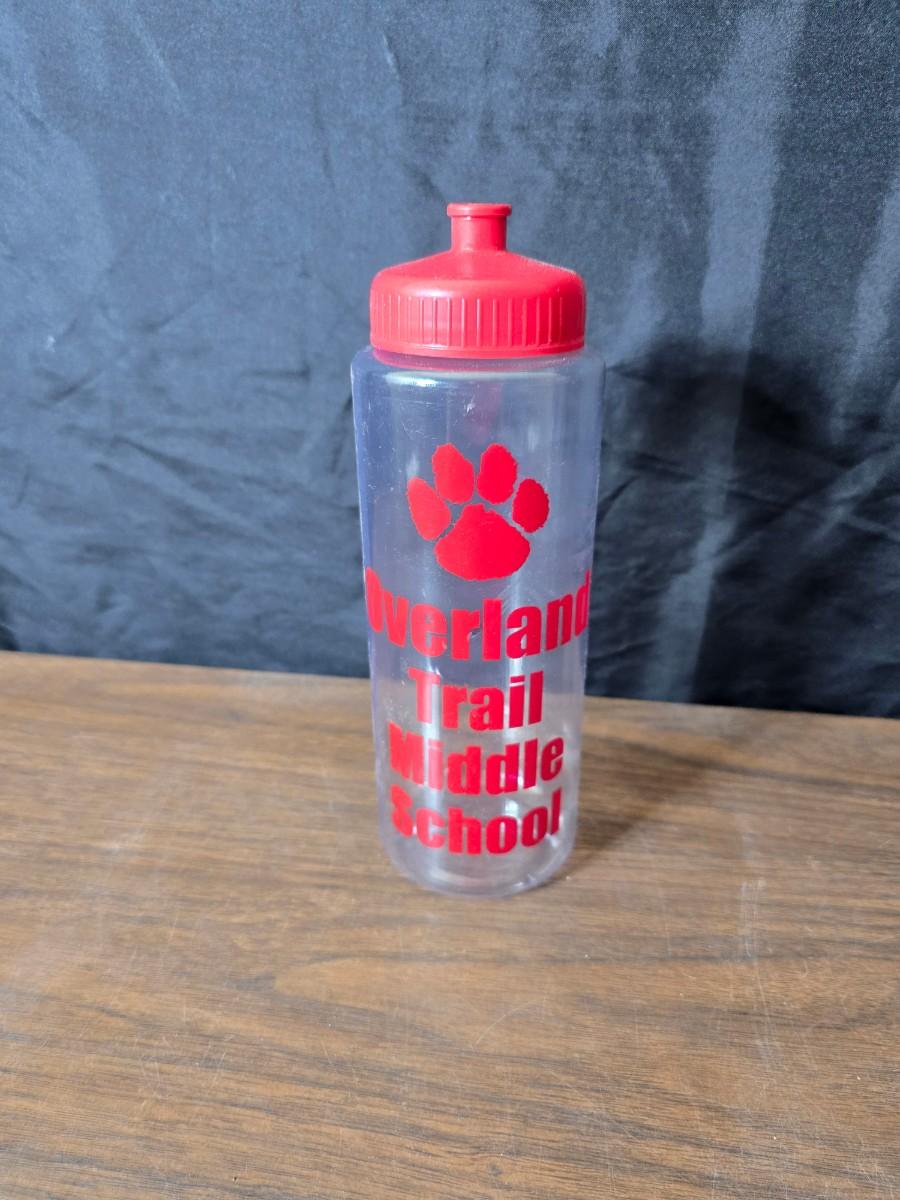 Overland
Trail
Middle
School